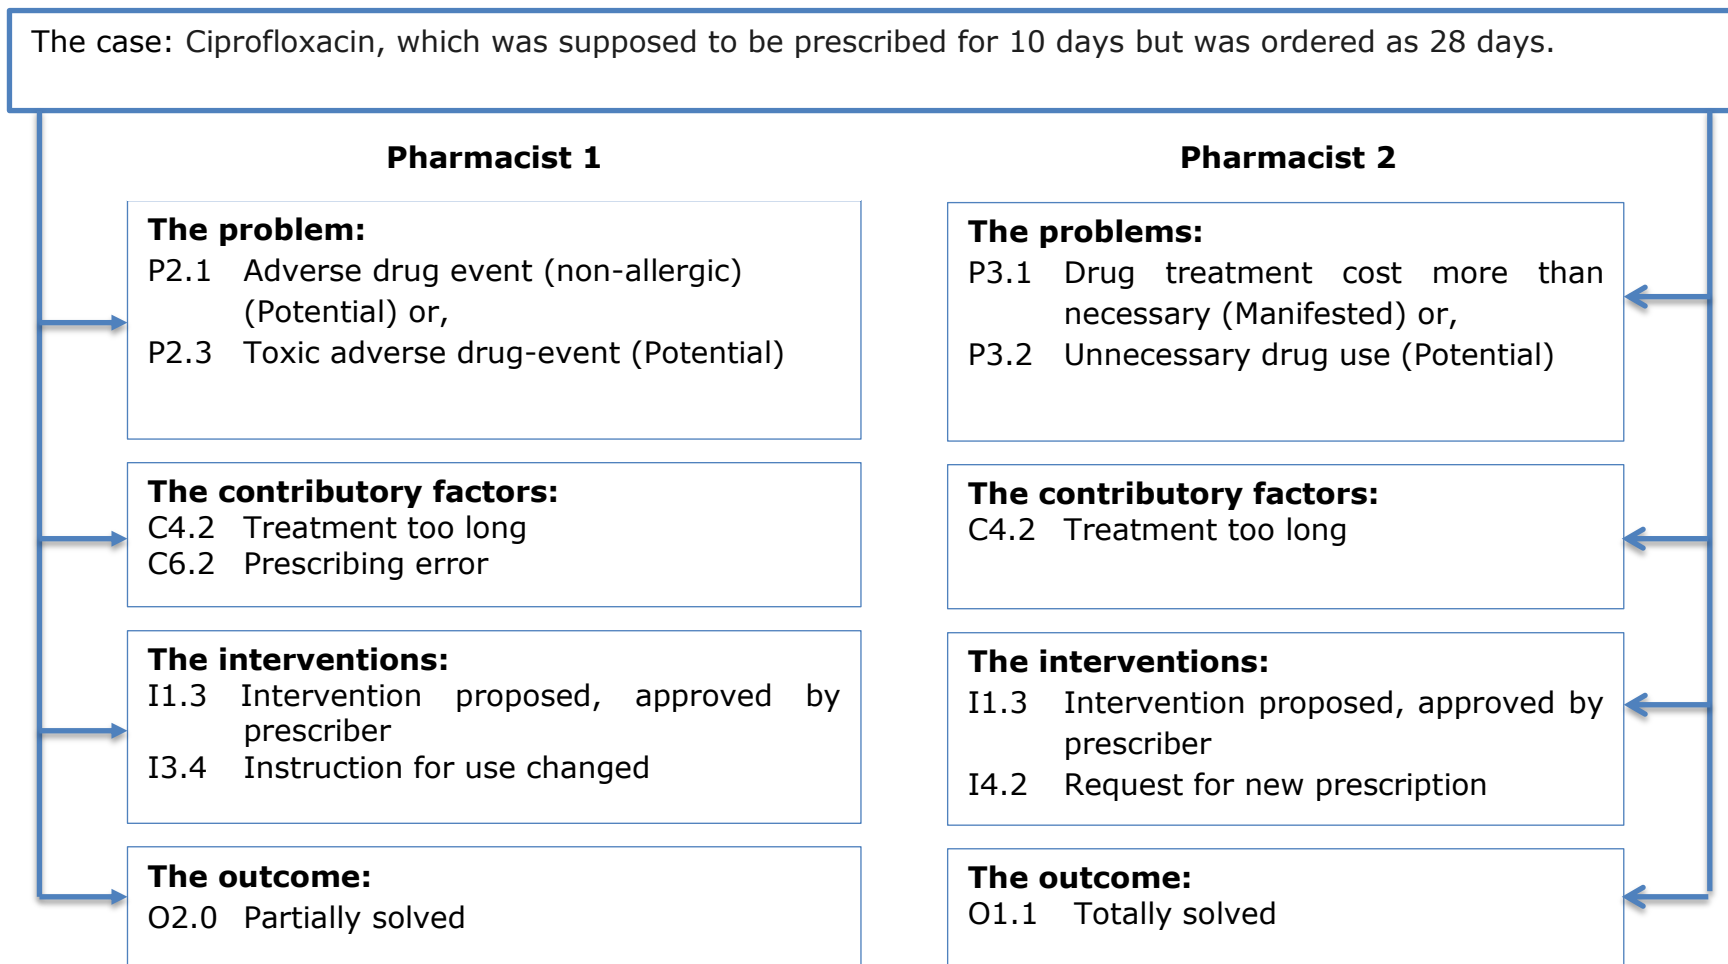 The case: Ciprofloxacin, which was supposed to be prescribed for 10 days but was ordered as 28 days.
Pharmacist 1
The problem:
P2.1 Adverse drug event (non-allergic)
(Potential) or,
P2.3 Toxic adverse drug-event (Potential)
The contributory factors:
C4.2 Treatment too long
C6.2 Prescribing error
The interventions:
I1.3 Intervention proposed, approved by
prescriber
I3.4 Instruction for use changed
The outcome:
O2.0 Partially solved
Pharmacist 2
The problems:
P3.1 Drug treatment cost more than
necessary (Manifested) or,
P3.2 Unnecessary drug use (Potential)
The contributory factors:
C4.2 Treatment too long
The interventions:
I1.3 Intervention proposed, approved by
prescriber
I4.2 Request for new prescription
The outcome:
O1.1 Totally solved